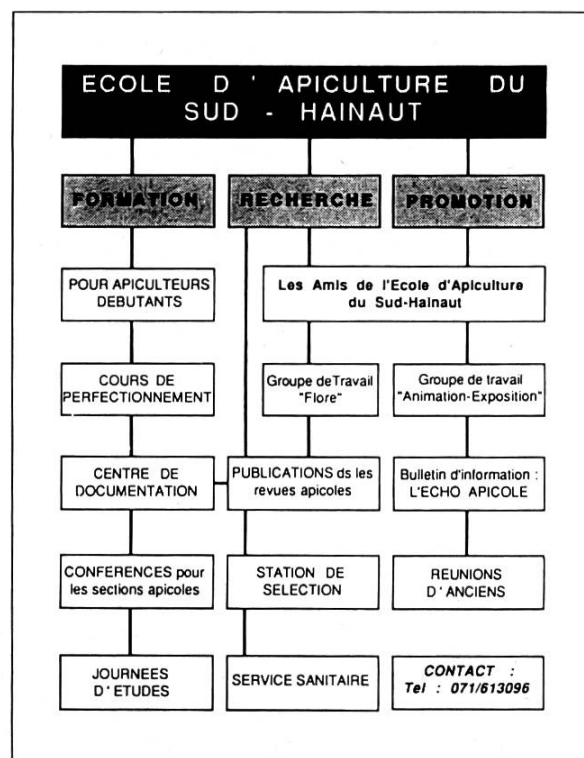 ECOLE D ' APICULTURE DU
SUD - HAINAUT
FORMATION
RECHERCHE
PROMOTION
POUR APICULTEURS
DEBUTANTS
Les Amis de l'Ecole d'Apiculture
du Sud-Hainaut
COURS DE
PERFECTIONNEMENT
Groupe de Travail
"Flore"
Groupe de travail
"Animation-Exposition"
CENTRE DE
DOCUMENTATION
PUBLICATIONS ds les
revues apicoles
Bulletin d'information :
L'ECHO APICOLE
CONFERENCES pour
les sections apicoles
STATION DE
SELECTION
REUNIONS
D'ANCIENS
JOURNEES
D'ETUDES
SERVICE SANITAIRE
CONTACT :
Tel : 071/613096